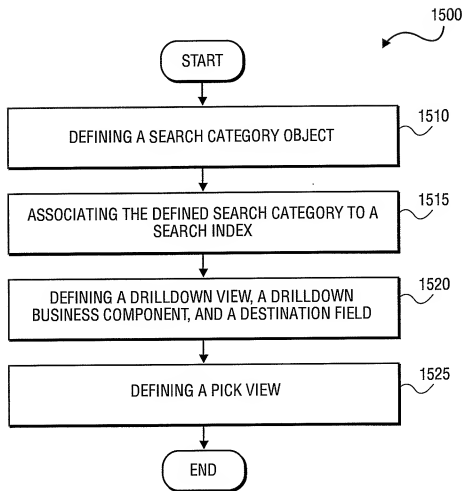 1500
START
DEFINING A SEARCH CATEGORY OBJECT
1510
ASSOCIATING THE DEFINED SEARCH CATEGORY TO A
SEARCH INDEX
1515
DEFINING A DRILLDOWN VIEW, A DRILLDOWN
BUSINESS COMPONENT, AND A DESTINATION FIELD
1520
DEFINING A PICK VIEW
1525
END